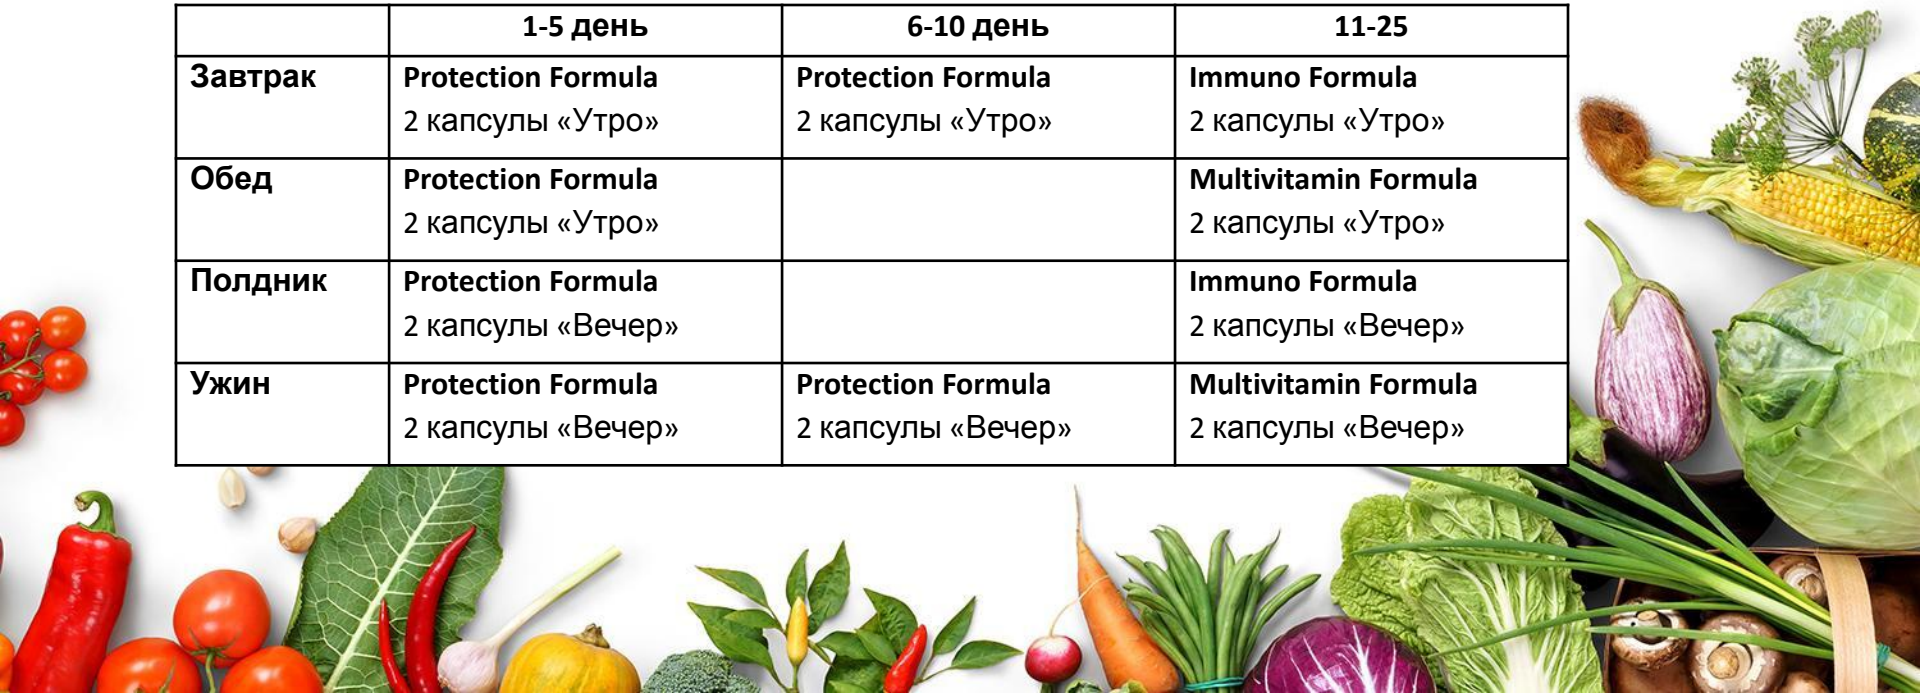 1-5 день 6-10 день 11-25
Завтрак Protection Formula Protection Formula Immuno Formula
2 капсулы «Утро» 2 капсулы «Утро» 2 капсулы «Утро»
Обед Protection Formula Multivitamin Formula
2 капсулы «Утро» 2 капсулы «Утро»
Полдник Protection Formula Immuno Formula
2 капсулы «Вечер» 2 капсулы «Вечер»
Ужин Protection Formula Protection Formula Multivitamin Formula
2 капсулы «Вечер» 2 капсулы «Вечер» 2 капсулы «Вечер»